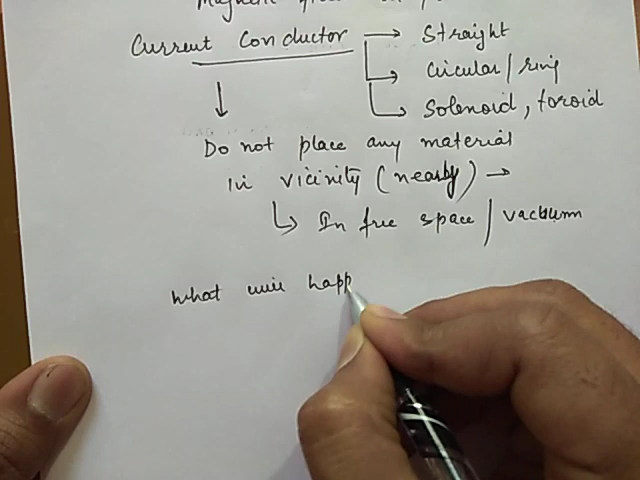 Magnetic
Current Conductor → Straight
→ Circular/ring
→ Solenoid, toroid
↓
Do not place any material
in vicinity (nearby) →
↳ In free space/vacuum
What will happ